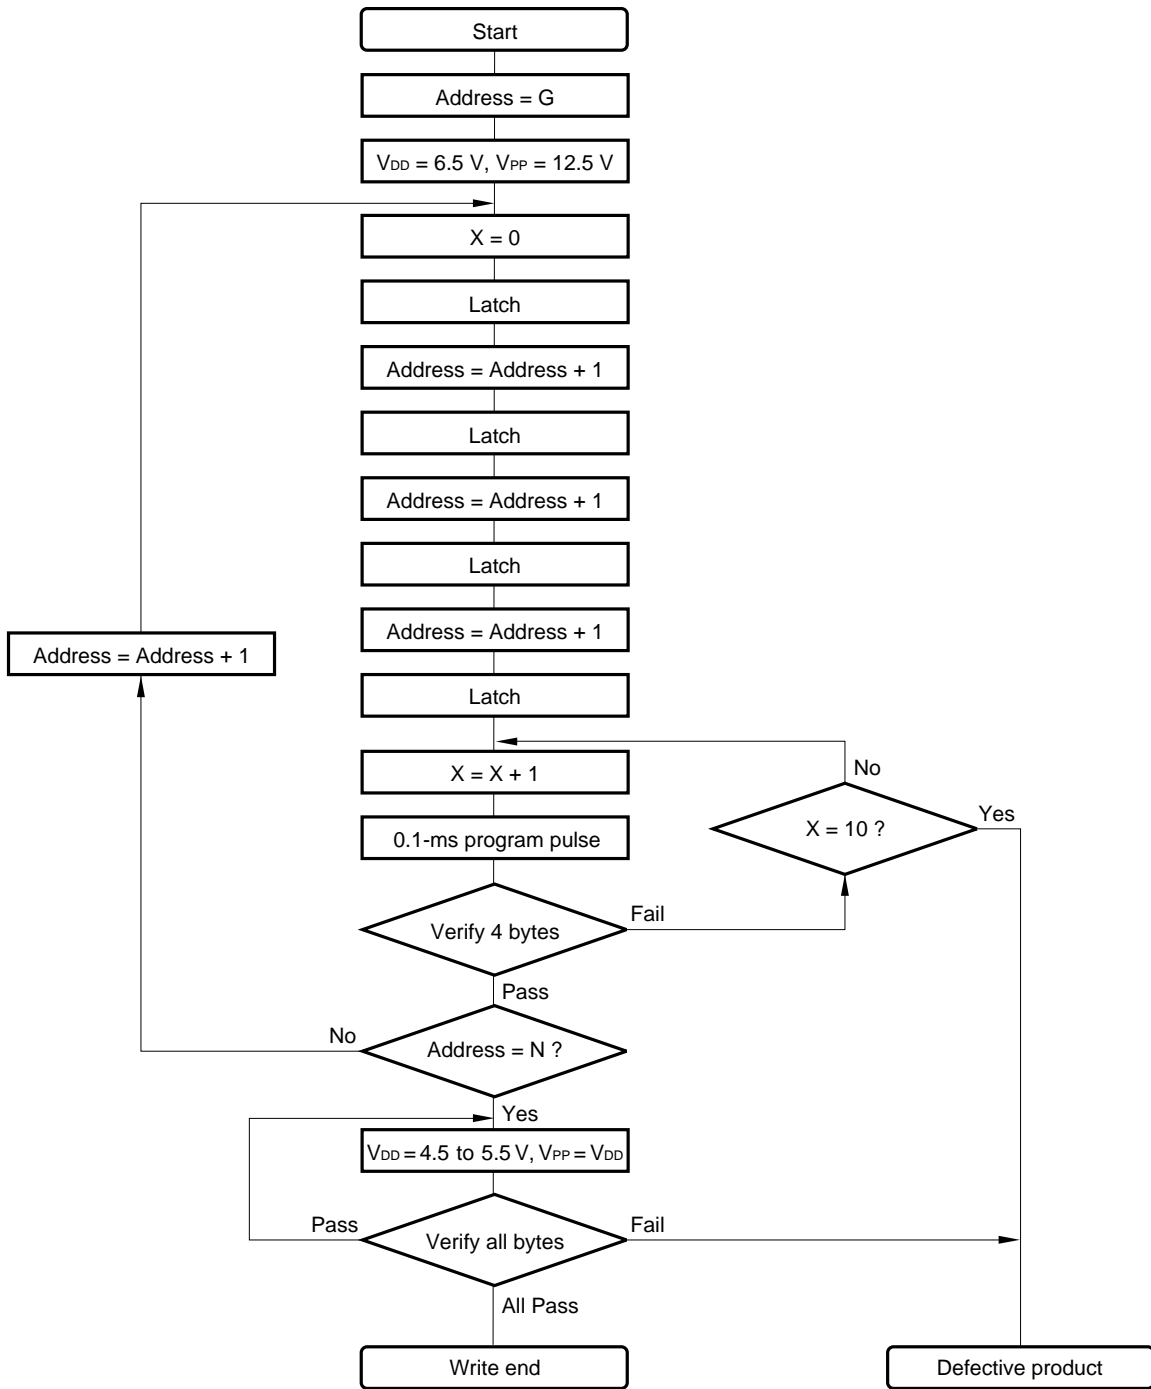 Start
Address = G
VDD = 6.5 V, VPP = 12.5 V
X = 0
Latch
Address = Address + 1
Latch
Address = Address + 1
Latch
Address = Address + 1
Address = Address + 1
Latch
X = X + 1
No
X = 10 ?
Yes
0.1-ms program pulse
Verify 4 bytes
Fail
Pass
No
Address = N ?
Yes
VDD = 4.5 to 5.5 V, VPP = VDD
Pass
Verify all bytes
Fail
All Pass
Write end
Defective product